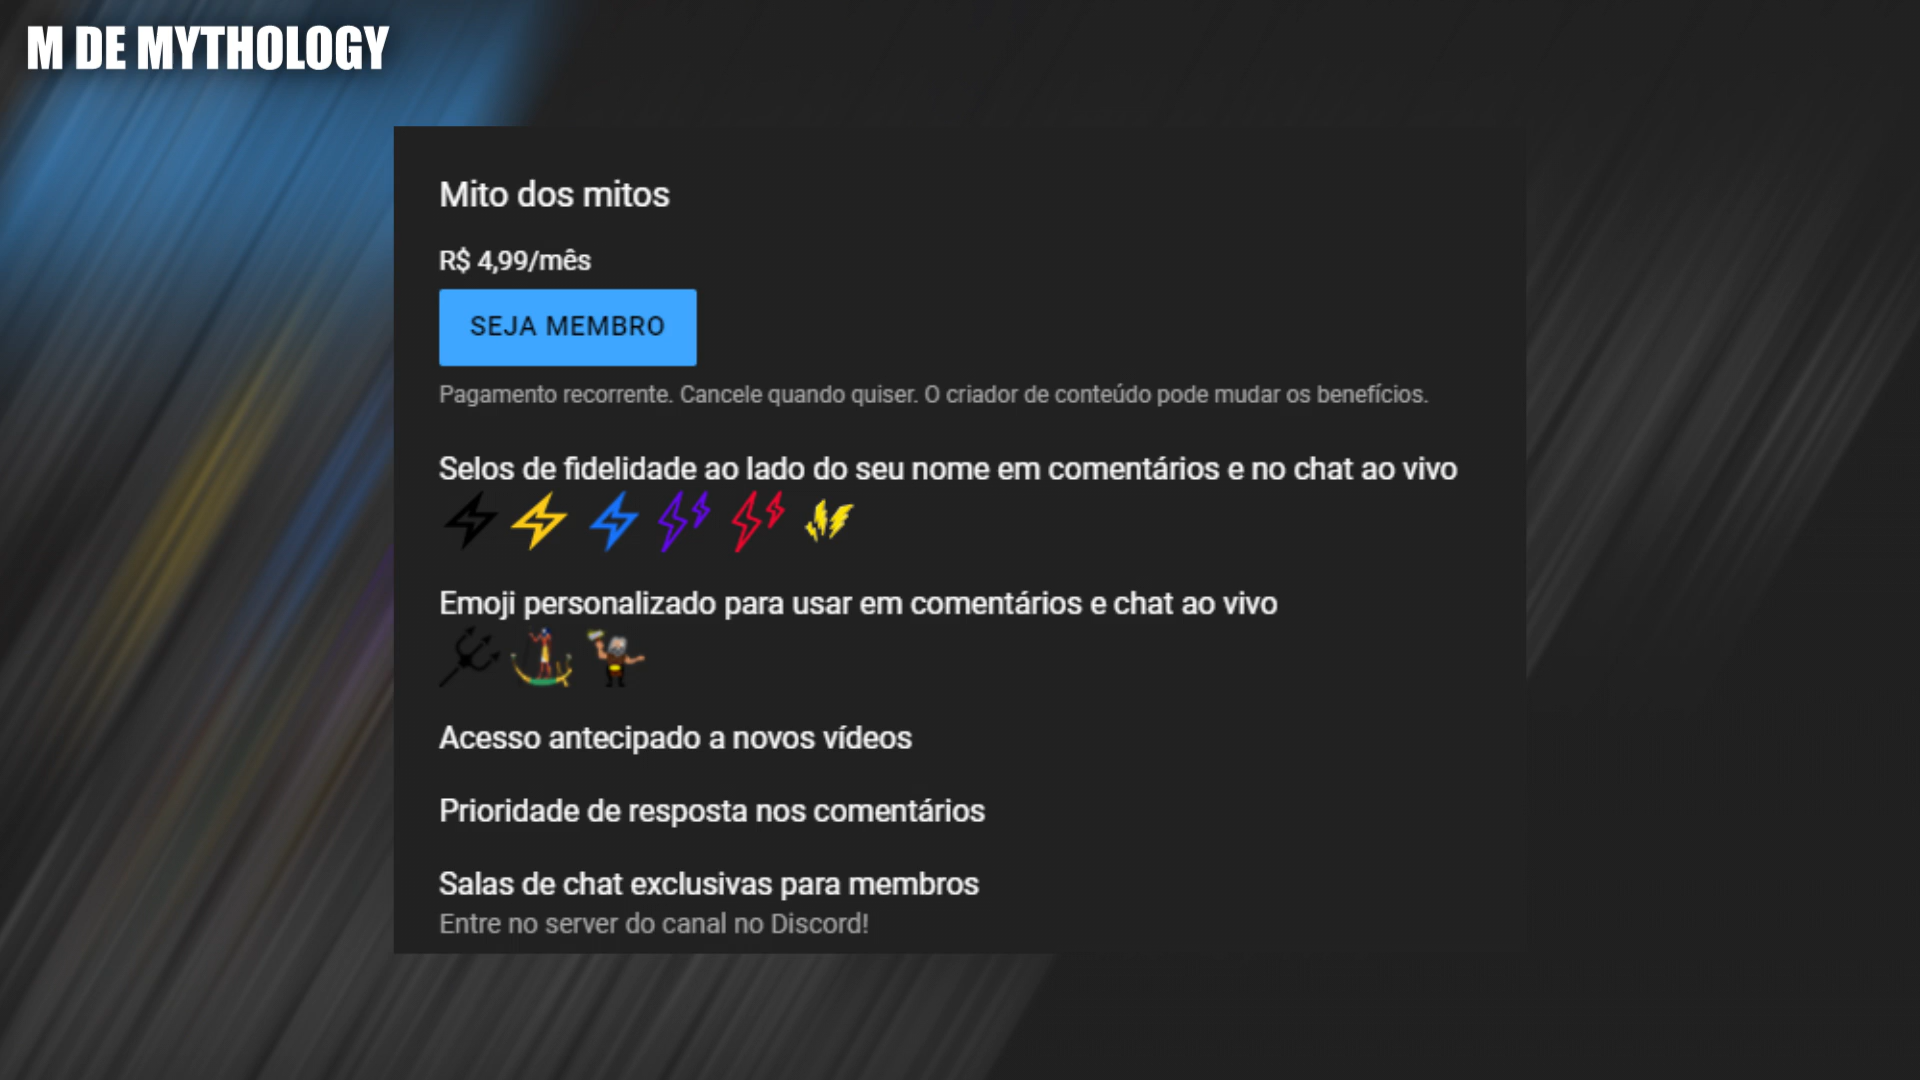 M DE MYTHOLOGY
Mito dos mitos
R$ 4,99/mês
SEJA MEMBRO
Pagamento recorrente. Cancele quando quiser. O criador de conteúdo pode mudar os benefícios.
Selos de fidelidade ao lado do seu nome em comentários e no chat ao vivo
Emoji personalizado para usar em comentários e chat ao vivo
Acesso antecipado a novos vídeos
Prioridade de resposta nos comentários
Salas de chat exclusivas para membros
Entre no server do canal no Discord!